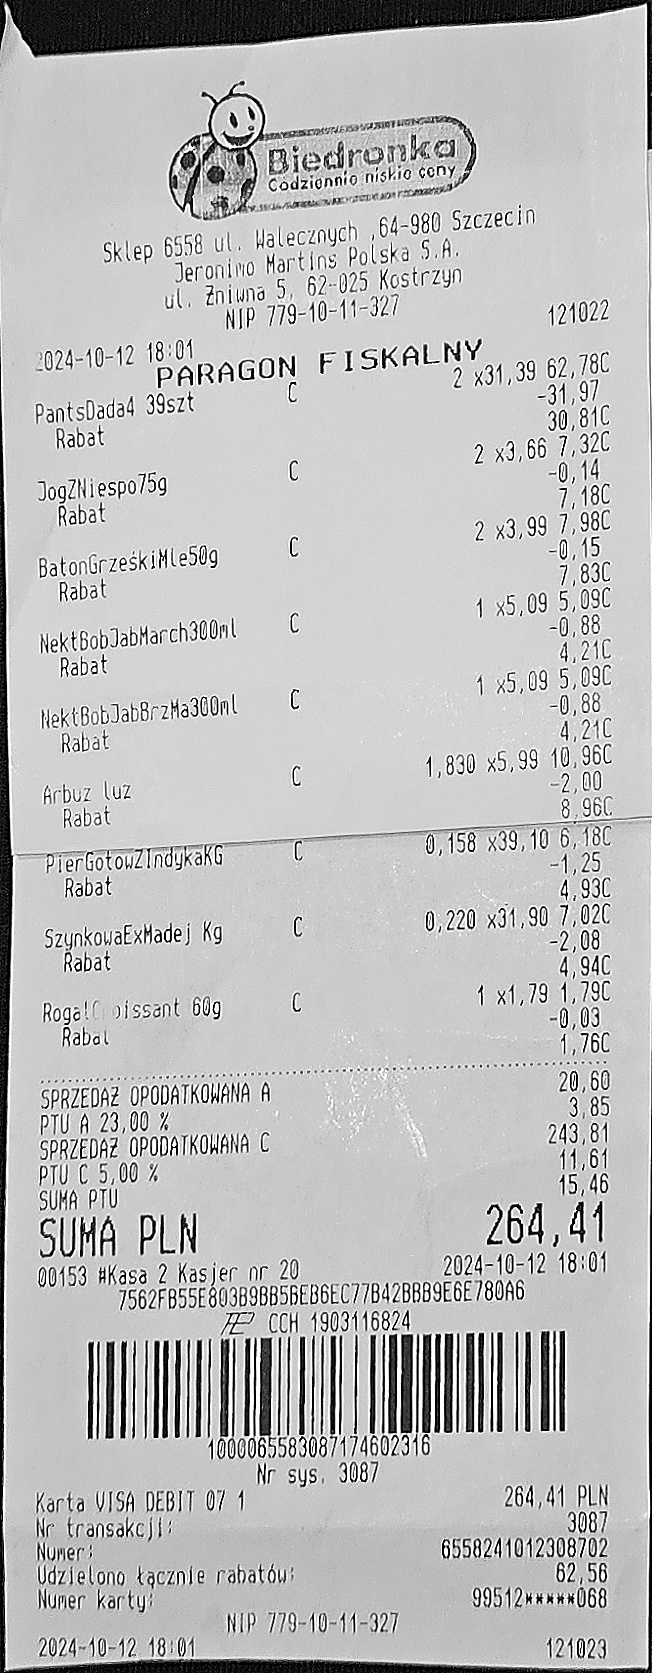 Biedronka
Codziennie niskie ceny
Sklep 6558 ul. Walecznych ,64-980 Szczecin
Jeronimo Martins Polska S.A.
ul. Żniwna 5, 62-025 Kostrzyn
NIP 779-10-11-327
2024-10-12 18:01 121022
PARAGON FISKALNY
PantsDada4 39szt C 2 x31,39 62,78C
Rabat -31,97
30,81C
JogZNiespo75g C 2 x3,66 7,32C
Rabat -0,14
7,18C
BatonGrześkiMle50g C 2 x3,99 7,98C
Rabat -0,15
7,83C
NektBobJabMarch300ml C 1 x5,09 5,09C
Rabat -0,88
4,21C
NektBobJabBrzMa300ml C 1 x5,09 5,09C
Rabat -0,88
4,21C
Arbuz luz C 1,830 x5,99 10,96C
Rabat -2,00
8,96C
PierGotowZIndykaKG C 0,158 x39,10 6,18C
Rabat -1,25
4,93C
SzynkowaExMadej Kg C 0,220 x31,90 7,02C
Rabat -2,08
4,94C
60g C 1 x1,79 1,79C
Rabat -0,03
1,76C
SPRZEDAŻ OPODATKOWANA A 20,60
PTU A 23,00 % 3,85
SPRZEDAŻ OPODATKOWANA C 243,81
PTU C 5,00 % 11,61
SUMA PTU 15,46
SUMA PLN 264,41
00153 #Kasa 2 Kasjer nr 20 2024-10-12 18:01
7562FB55E803B9BB5BEB6EC77B42BBB9E6E780A6
CCH 1903116824
1000065583087174602316
Nr sys. 3087
Karta VISA DEBIT 07 1 264,41 PLN
Nr transakcji: 3087
Numer: 6558241012308702
Udzielono łącznie rabatów: 62,56
Numer karty: 99512*****068
NIP 779-10-11-327
2024-10-12 18:01 121023